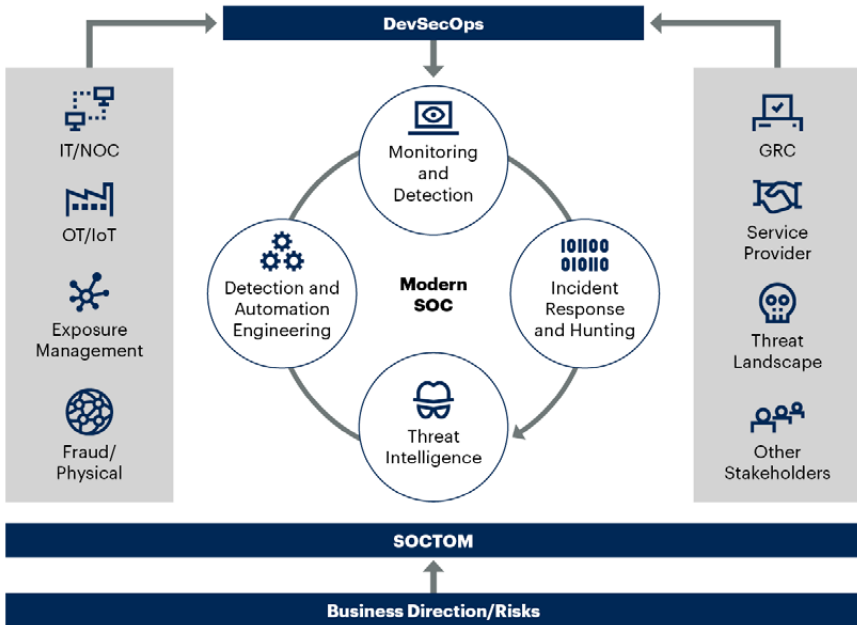 DevSecOps
IT/NOC
OT/IoT
Exposure
Management
Fraud/
Physical
Monitoring
and
Detection
Detection and
Automation
Engineering
Modern
SOC
101100
010110
Incident
Response
and Hunting
Threat
Intelligence
GRC
Service
Provider
Threat
Landscape
Other
Stakeholders
SOCTOM
Business Direction/Risks